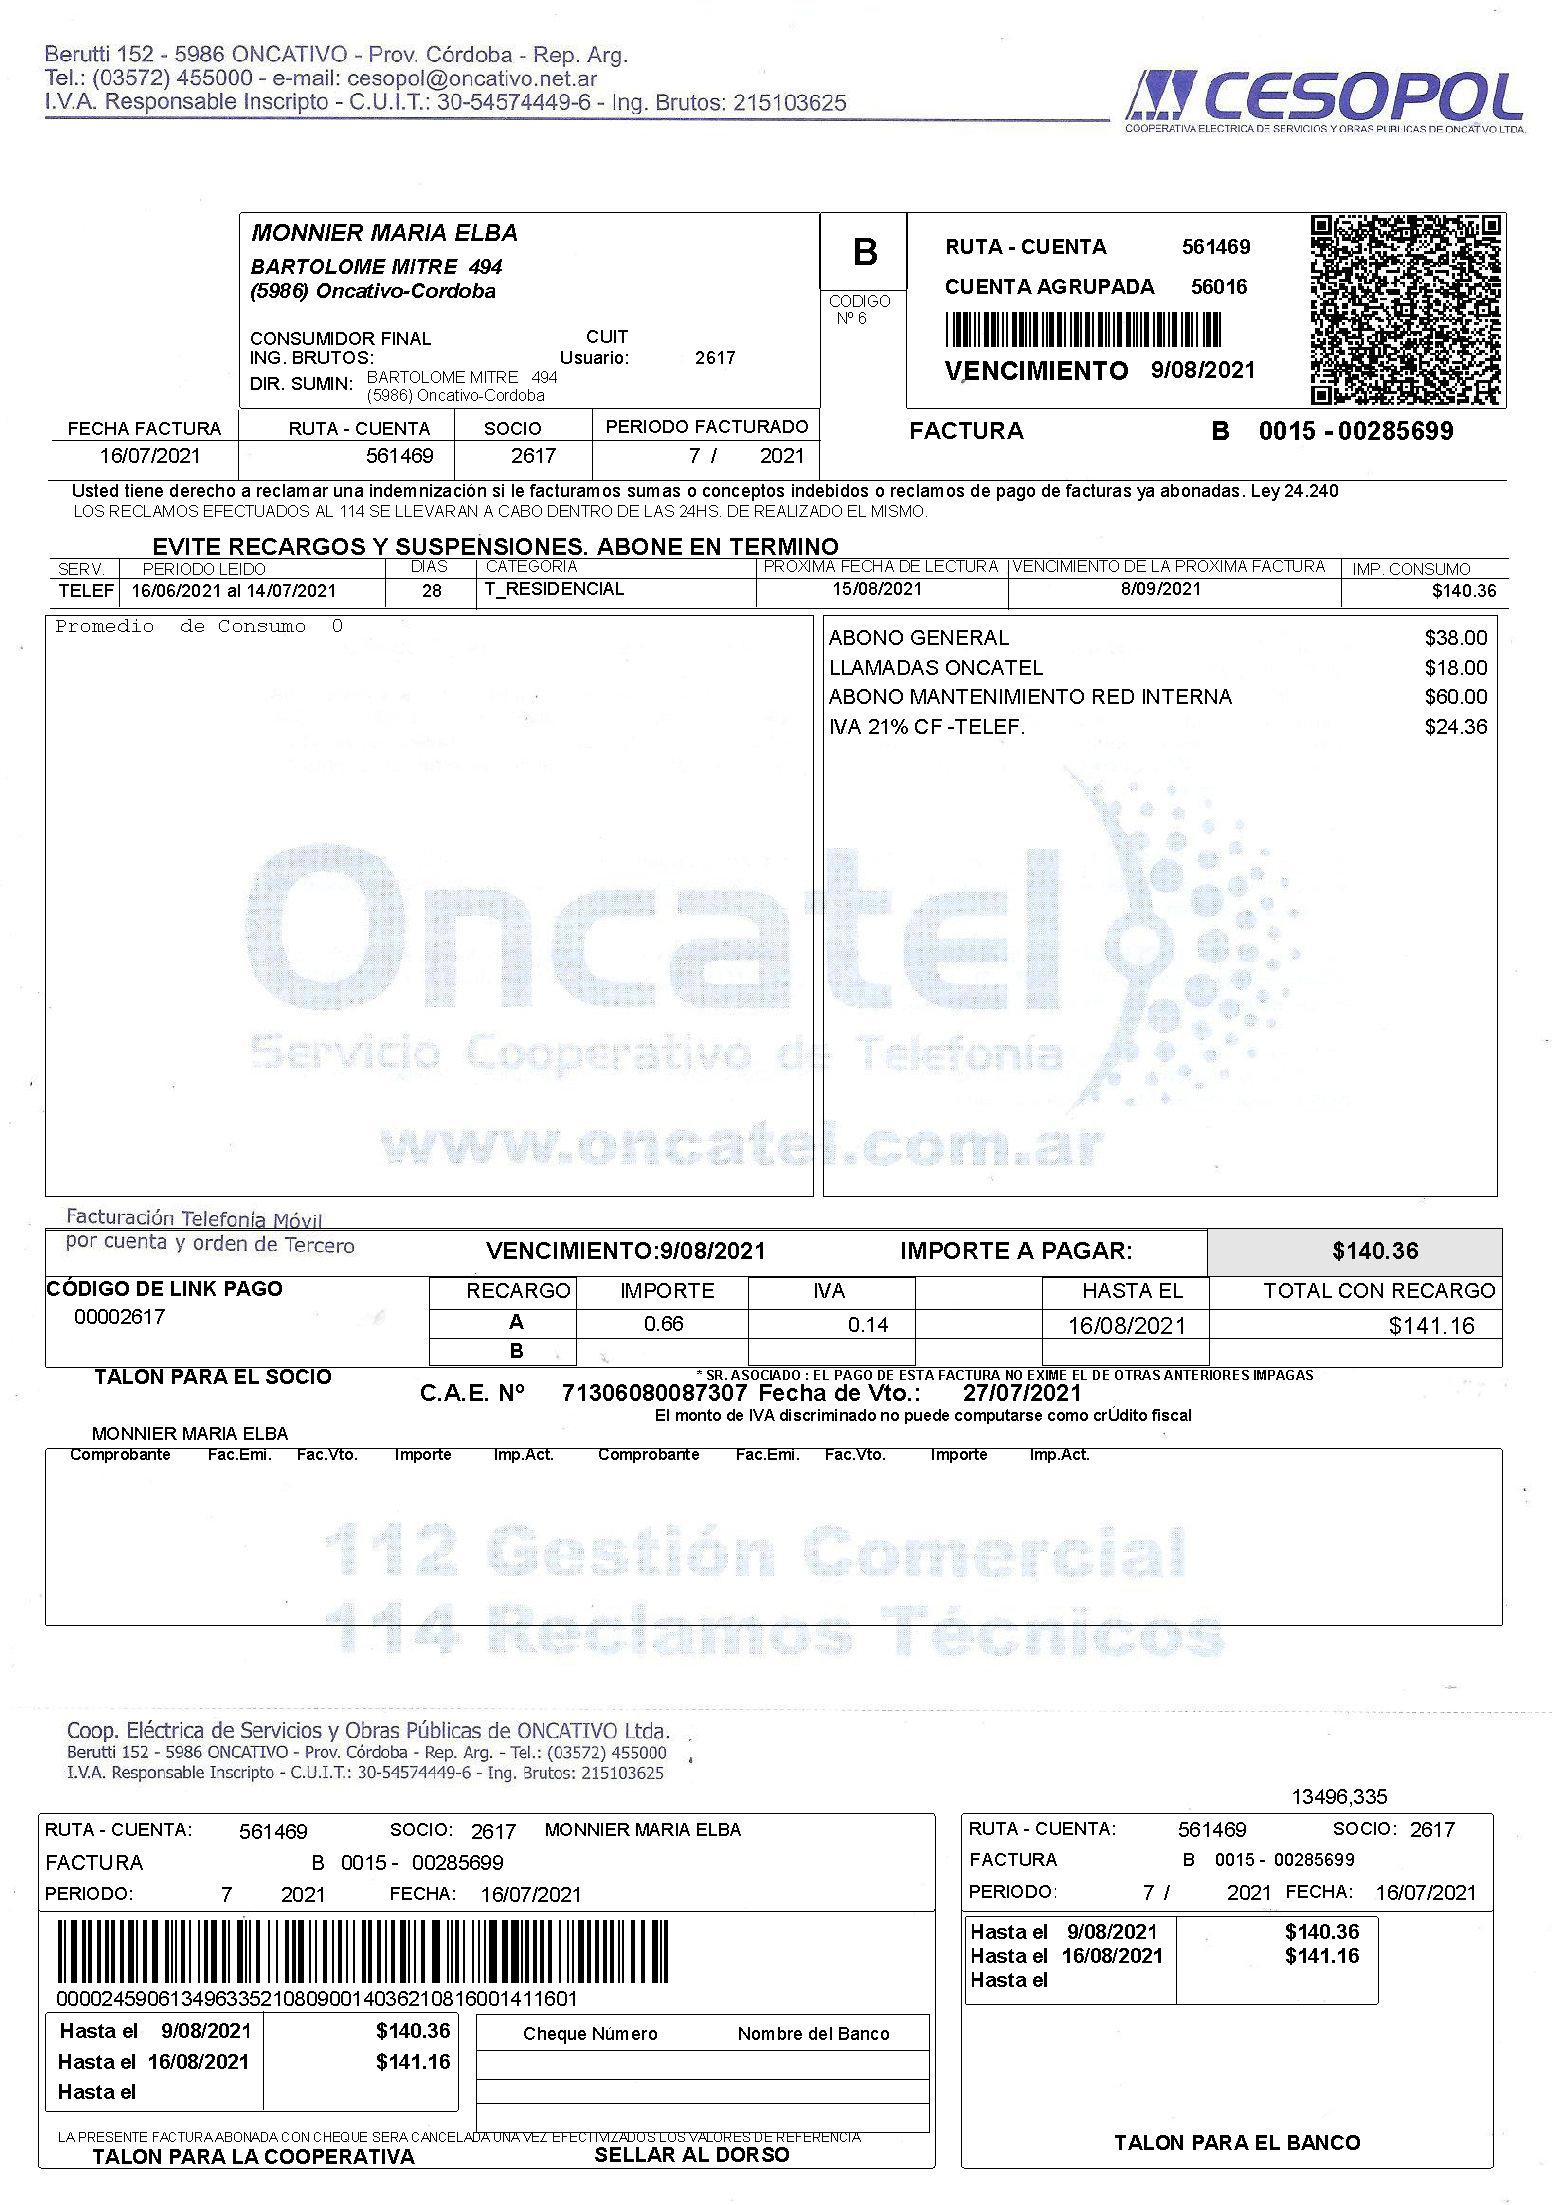 Berutti 152 - 5986 ONCATIVO - Prov. Córdoba - Rep. Arg.
Tel.: (03572) 455000 - e-mail: cesopol@oncativo.net.ar
I.V.A. Responsable Inscripto - C.U.I.T.: 30-54574449-6 - Ing. Brutos: 215103625
CESOPOL
COOPERATIVA ELECTRICA DE SERVICIOS Y OBRAS PUBLICAS DE ONCATIVO LTDA.
MONNIER MARIA ELBA
BARTOLOME MITRE 494
(5986) Oncativo-Cordoba
CONSUMIDOR FINAL CUIT
ING. BRUTOS: Usuario: 2617
DIR. SUMIN: BARTOLOME MITRE 494
(5986) Oncativo-Cordoba
B
CODIGO
Nº 6
RUTA - CUENTA 561469
CUENTA AGRUPADA 56016
VENCIMIENTO 9/08/2021
FECHA FACTURA RUTA - CUENTA SOCIO PERIODO FACTURADO
16/07/2021 561469 2617 7 / 2021
FACTURA B 0015 - 00285699
Usted tiene derecho a reclamar una indemnización si le facturamos sumas o conceptos indebidos o reclamos de pago de facturas ya abonadas. Ley 24.240
LOS RECLAMOS EFECTUADOS AL 114 SE LLEVARAN A CABO DENTRO DE LAS 24HS. DE REALIZADO EL MISMO.
EVITE RECARGOS Y SUSPENSIONES. ABONE EN TERMINO
SERV. PERIODO LEIDO DIAS CATEGORIA PROXIMA FECHA DE LECTURA VENCIMIENTO DE LA PROXIMA FACTURA IMP. CONSUMO
TELEF 16/06/2021 al 14/07/2021 28 T_RESIDENCIAL 15/08/2021 8/09/2021 $140.36
Promedio de Consumo 0
ABONO GENERAL $38.00
LLAMADAS ONCATEL $18.00
ABONO MANTENIMIENTO RED INTERNA $60.00
IVA 21% CF -TELEF. $24.36
Oncatel
Servicio Cooperativo de Telefonía
www.oncatel.com.ar
Facturación Telefonía Móvil
por cuenta y orden de Tercero
VENCIMIENTO:9/08/2021 IMPORTE A PAGAR: $140.36
CÓDIGO DE LINK PAGO
00002617
RECARGO IMPORTE IVA HASTA EL TOTAL CON RECARGO
A 0.66 0.14 16/08/2021 $141.16
B
TALON PARA EL SOCIO
* SR. ASOCIADO : EL PAGO DE ESTA FACTURA NO EXIME EL DE OTRAS ANTERIORES IMPAGAS
C.A.E. Nº 71306080087307 Fecha de Vto.: 27/07/2021
El monto de IVA discriminado no puede computarse como crÚdito fiscal
MONNIER MARIA ELBA
Comprobante Fac.Emi. Fac.Vto. Importe Imp.Act. Comprobante Fac.Emi. Fac.Vto. Importe Imp.Act.
112 Gestión Comercial
114 Reclamos Técnicos
Coop. Eléctrica de Servicios y Obras Públicas de ONCATIVO Ltda.
Berutti 152 - 5986 ONCATIVO - Prov. Córdoba - Rep. Arg. - Tel.: (03572) 455000
I.V.A. Responsable Inscripto - C.U.I.T.: 30-54574449-6 - Ing. Brutos: 215103625
13496,335
RUTA - CUENTA: 561469 SOCIO: 2617 MONNIER MARIA ELBA
FACTURA B 0015 - 00285699
PERIODO: 7 2021 FECHA: 16/07/2021
0000245906134963352108090014036210816001411601
Hasta el 9/08/2021 $140.36
Hasta el 16/08/2021 $141.16
Hasta el
Cheque Número Nombre del Banco
LA PRESENTE FACTURA ABONADA CON CHEQUE SERA CANCELADA UNA VEZ EFECTIVIZADOS LOS VALORES DE REFERENCIA
TALON PARA LA COOPERATIVA SELLAR AL DORSO
RUTA - CUENTA: 561469 SOCIO: 2617
FACTURA B 0015 - 00285699
PERIODO: 7 / 2021 FECHA: 16/07/2021
Hasta el 9/08/2021 $140.36
Hasta el 16/08/2021 $141.16
Hasta el
TALON PARA EL BANCO